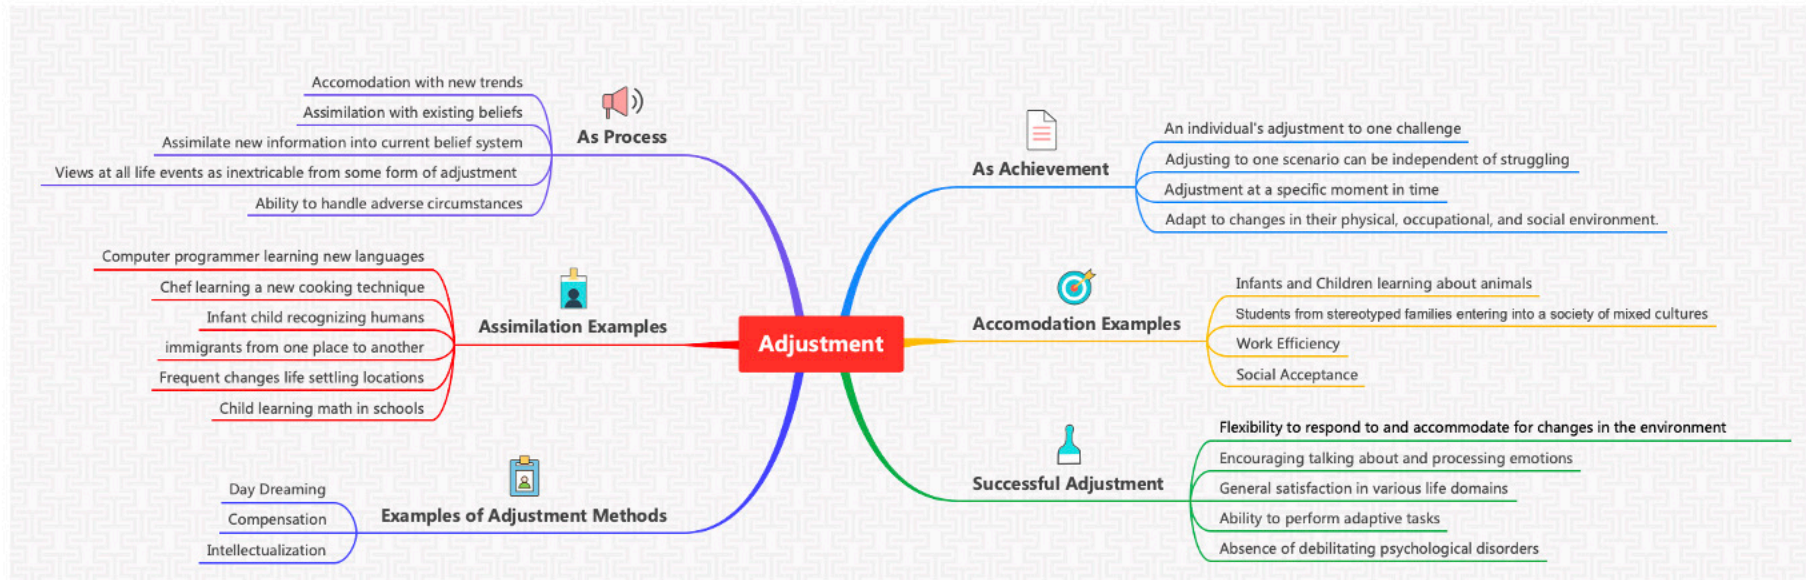 Adjustment
As Process
Accomodation with new trends
Assimilation with existing beliefs
Assimilate new information into current belief system
Views at all life events as inextricable from some form of adjustment
Ability to handle adverse circumstances
Assimilation Examples
Computer programmer learning new languages
Chef learning a new cooking technique
Infant child recognizing humans
immigrants from one place to another
Frequent changes life settling locations
Child learning math in schools
Examples of Adjustment Methods
Day Dreaming
Compensation
Intellectualization
As Achievement
An individual's adjustment to one challenge
Adjusting to one scenario can be independent of struggling
Adjustment at a specific moment in time
Adapt to changes in their physical, occupational, and social environment.
Accomodation Examples
Infants and Children learning about animals
Students from stereotyped families entering into a society of mixed cultures
Work Efficiency
Social Acceptance
Successful Adjustment
Flexibility to respond to and accommodate for changes in the environment
Encouraging talking about and processing emotions
General satisfaction in various life domains
Ability to perform adaptive tasks
Absence of debilitating psychological disorders